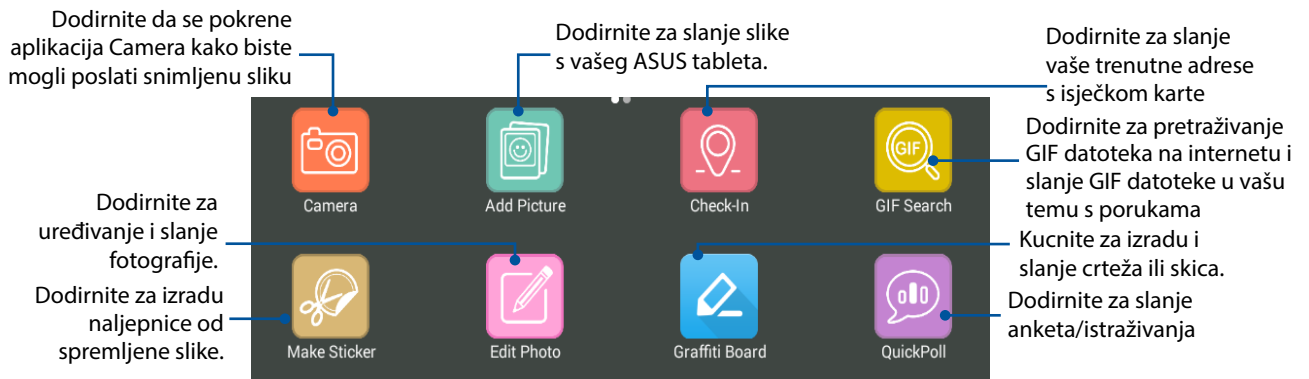 Dodirnite da se pokrene
aplikacija Camera kako biste
mogli poslati snimljenu sliku
Dodirnite za slanje slike
s vašeg ASUS tableta.
Dodirnite za slanje
vaše trenutne adrese
s isječkom karte
Dodirnite za pretraživanje
GIF datoteka na internetu i
slanje GIF datoteke u vašu
temu s porukama
GIF
Camera
Add Picture
Check-In
GIF Search
Dodirnite za
uređivanje i slanje
fotografije.
Kucnite za izradu i
slanje crteža ili skica.
Dodirnite za izradu
naljepnice od
spremljene slike.
Dodirnite za slanje
anketa/istraživanja
Make Sticker
Edit Photo
Graffiti Board
QuickPoll